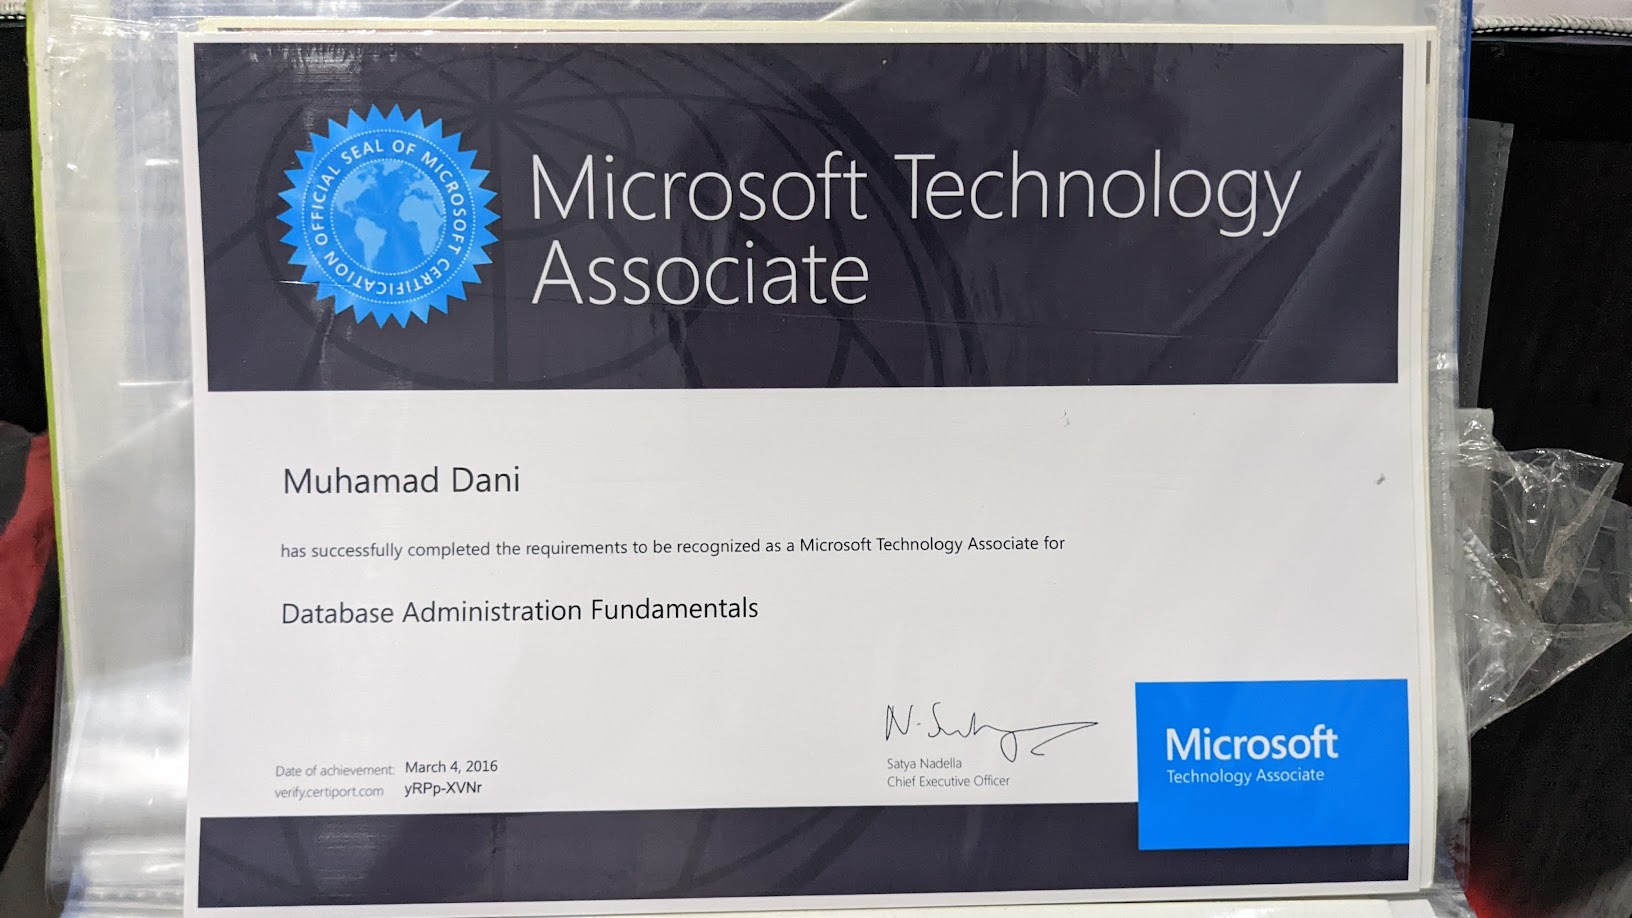 OFFICIAL SEAL OF MICROSOFT CERTIFICATION
Microsoft Technology
Associate
Muhamad Dani
has successfully completed the requirements to be recognized as a Microsoft Technology Associate for
Database Administration Fundamentals
N. Satya
Satya Nadella
Chief Executive Officer
Date of achievement: March 4, 2016
verify.certiport.com yRPp-XVNr
Microsoft
Technology Associate